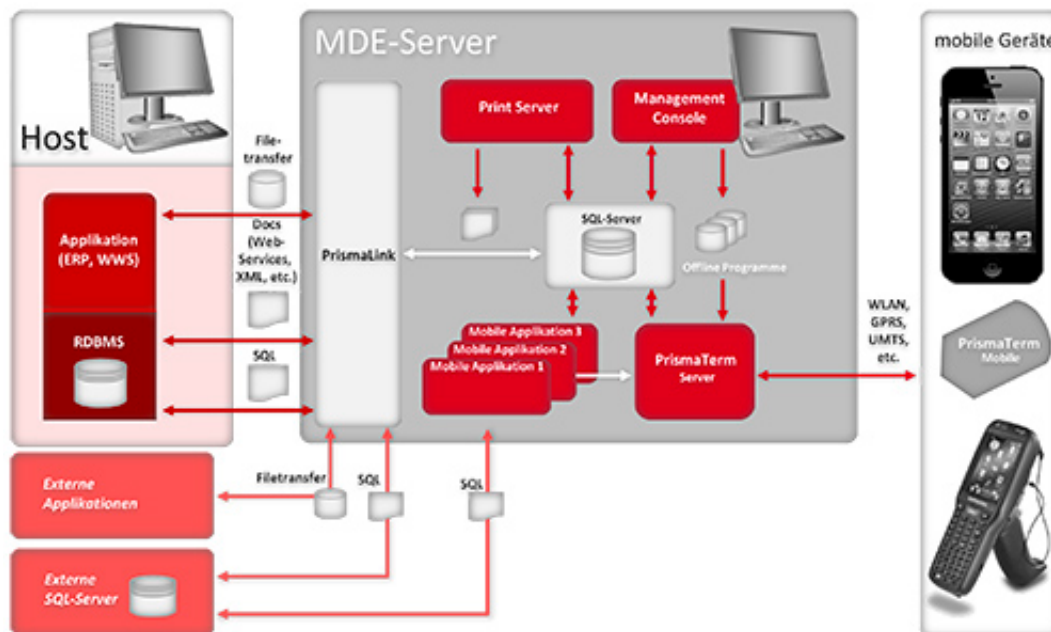 Host
Applikation
(ERP, WWS)
RDBMS
File-
transfer
Docs
(Web-
Services,
XML, etc.)
SQL
MDE-Server
PrismaLink
Print Server
Management
Console
SQL-Server
Offline Programme
Mobile Applikation 3
Mobile Applikation 2
Mobile Applikation 1
PrismaTerm
Server
WLAN,
GPRS,
UMTS,
etc.
mobile Geräte
PrismaTerm
Mobile
Externe
Applikationen
Filetransfer
SQL
SQL
Externe
SQL-Server